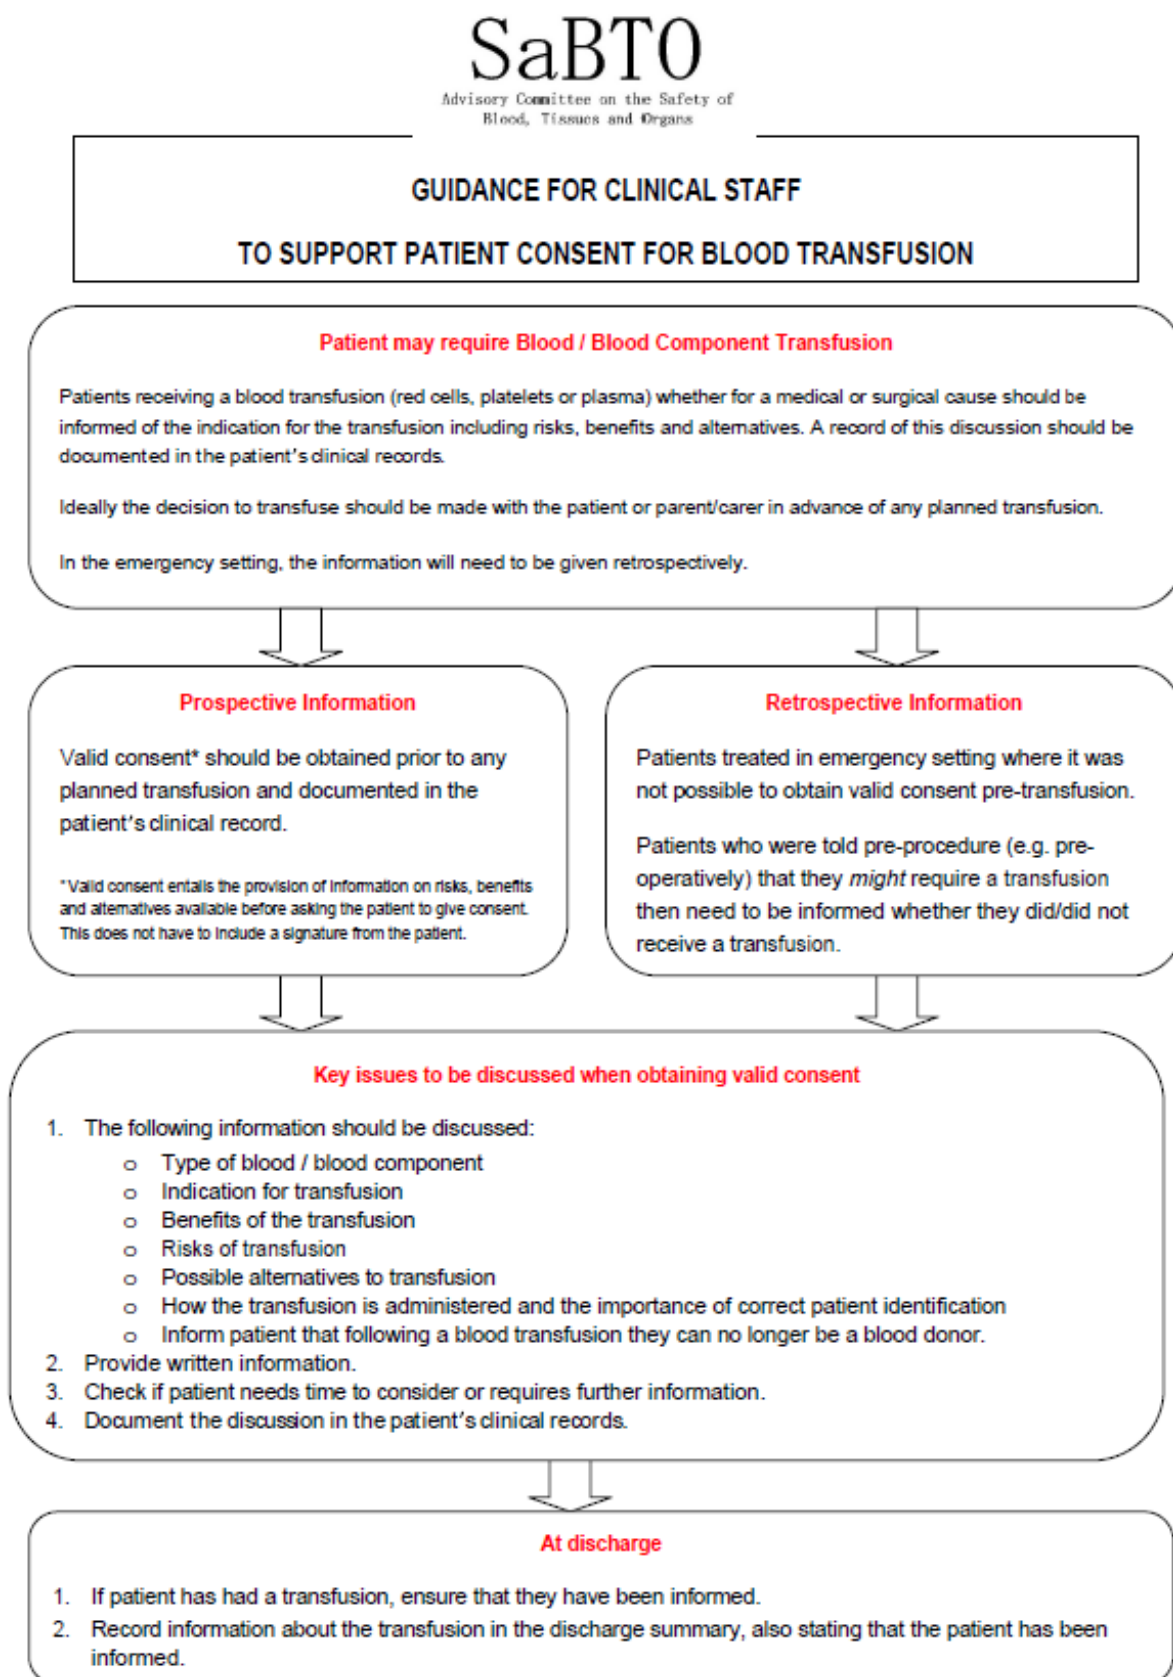 SaBTO
Advisory Committee on the Safety of
Blood, Tissues and Organs
GUIDANCE FOR CLINICAL STAFF
TO SUPPORT PATIENT CONSENT FOR BLOOD TRANSFUSION
Patient may require Blood / Blood Component Transfusion
Patients receiving a blood transfusion (red cells, platelets or plasma) whether for a medical or surgical cause should be
informed of the indication for the transfusion including risks, benefits and alternatives. A record of this discussion should be
documented in the patient's clinical records.
Ideally the decision to transfuse should be made with the patient or parent/carer in advance of any planned transfusion.
In the emergency setting, the information will need to be given retrospectively.
Prospective Information
Valid consent* should be obtained prior to any
planned transfusion and documented in the
patient's clinical record.
*Valid consent entails the provision of information on risks, benefits
and alternatives available before asking the patient to give consent.
This does not have to include a signature from the patient.
Retrospective Information
Patients treated in emergency setting where it was
not possible to obtain valid consent pre-transfusion.
Patients who were told pre-procedure (e.g. pre-
operatively) that they might require a transfusion
then need to be informed whether they did/did not
receive a transfusion.
Key issues to be discussed when obtaining valid consent
1. The following information should be discussed:
o Type of blood / blood component
o Indication for transfusion
o Benefits of the transfusion
o Risks of transfusion
o Possible alternatives to transfusion
o How the transfusion is administered and the importance of correct patient identification
o Inform patient that following a blood transfusion they can no longer be a blood donor.
2. Provide written information.
3. Check if patient needs time to consider or requires further information.
4. Document the discussion in the patient's clinical records.
At discharge
1. If patient has had a transfusion, ensure that they have been informed.
2. Record information about the transfusion in the discharge summary, also stating that the patient has been
informed.